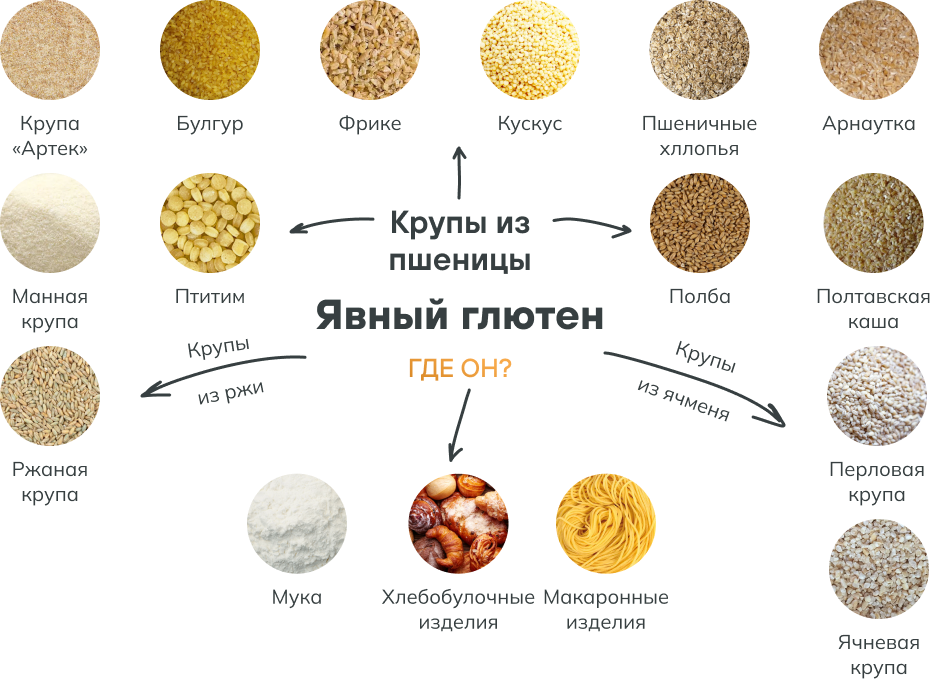 Крупа
«Артек»
Булгур
Фрике
Кускус
Пшеничные
хллопья
Арнаутка
Крупы из
пшеницы
Манная
крупа
Птитим
Полба
Полтавская
каша
Явный глютен
ГДЕ ОН?
Крупы
из ржи
Крупы
из ячменя
Ржаная
крупа
Перловая
крупа
Мука
Хлебобулочные
изделия
Макаронные
изделия
Ячневая
крупа